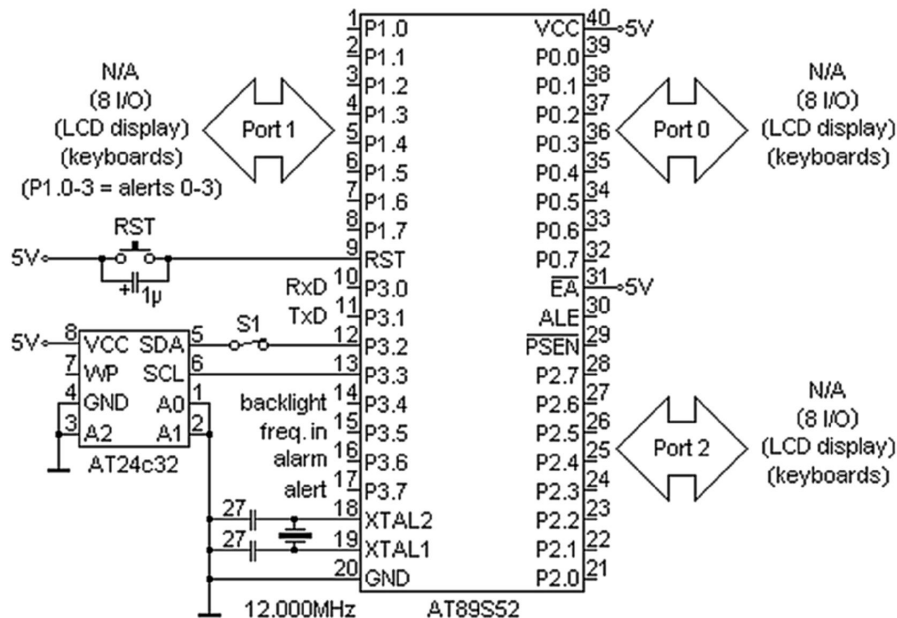 1 P1.0 VCC 40 5V
2 P1.1 P0.0 39
3 P1.2 P0.1 38
4 P1.3 P0.2 37
5 P1.4 P0.3 36
6 P1.5 P0.4 35
7 P1.6 P0.5 34
8 P1.7 P0.6 33
9 RST P0.7 32
10 P3.0 EA 31 5V
11 P3.1 ALE 30
12 P3.2 PSEN 29
13 P3.3 P2.7 28
14 P3.4 P2.6 27
15 P3.5 P2.5 26
16 P3.6 P2.4 25
17 P3.7 P2.3 24
18 XTAL2 P2.2 23
19 XTAL1 P2.1 22
20 GND P2.0 21
AT89S52
N/A
(8 I/O)
(LCD display)
(keyboards)
(P1.0-3 = alerts 0-3)
Port 1
RST
5V
+ 1µ
RxD
TxD
S1
5V 8 VCC SDA 5
7 WP SCL 6
4 GND A0 1
3 A2 A1 2
AT24c32
backlight
freq. in
alarm
alert
27
27
12.000MHz
Port 0
N/A
(8 I/O)
(LCD display)
(keyboards)
Port 2
N/A
(8 I/O)
(LCD display)
(keyboards)